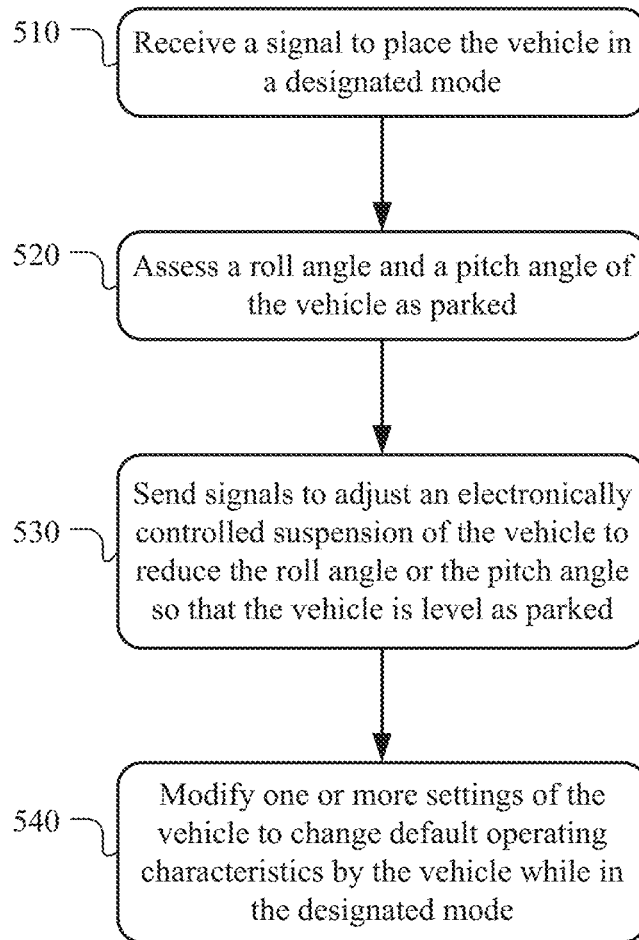 510
Receive a signal to place the vehicle in
a designated mode
520
Assess a roll angle and a pitch angle of
the vehicle as parked
530
Send signals to adjust an electronically
controlled suspension of the vehicle to
reduce the roll angle or the pitch angle
so that the vehicle is level as parked
540
Modify one or more settings of the
vehicle to change default operating
characteristics by the vehicle while in
the designated mode